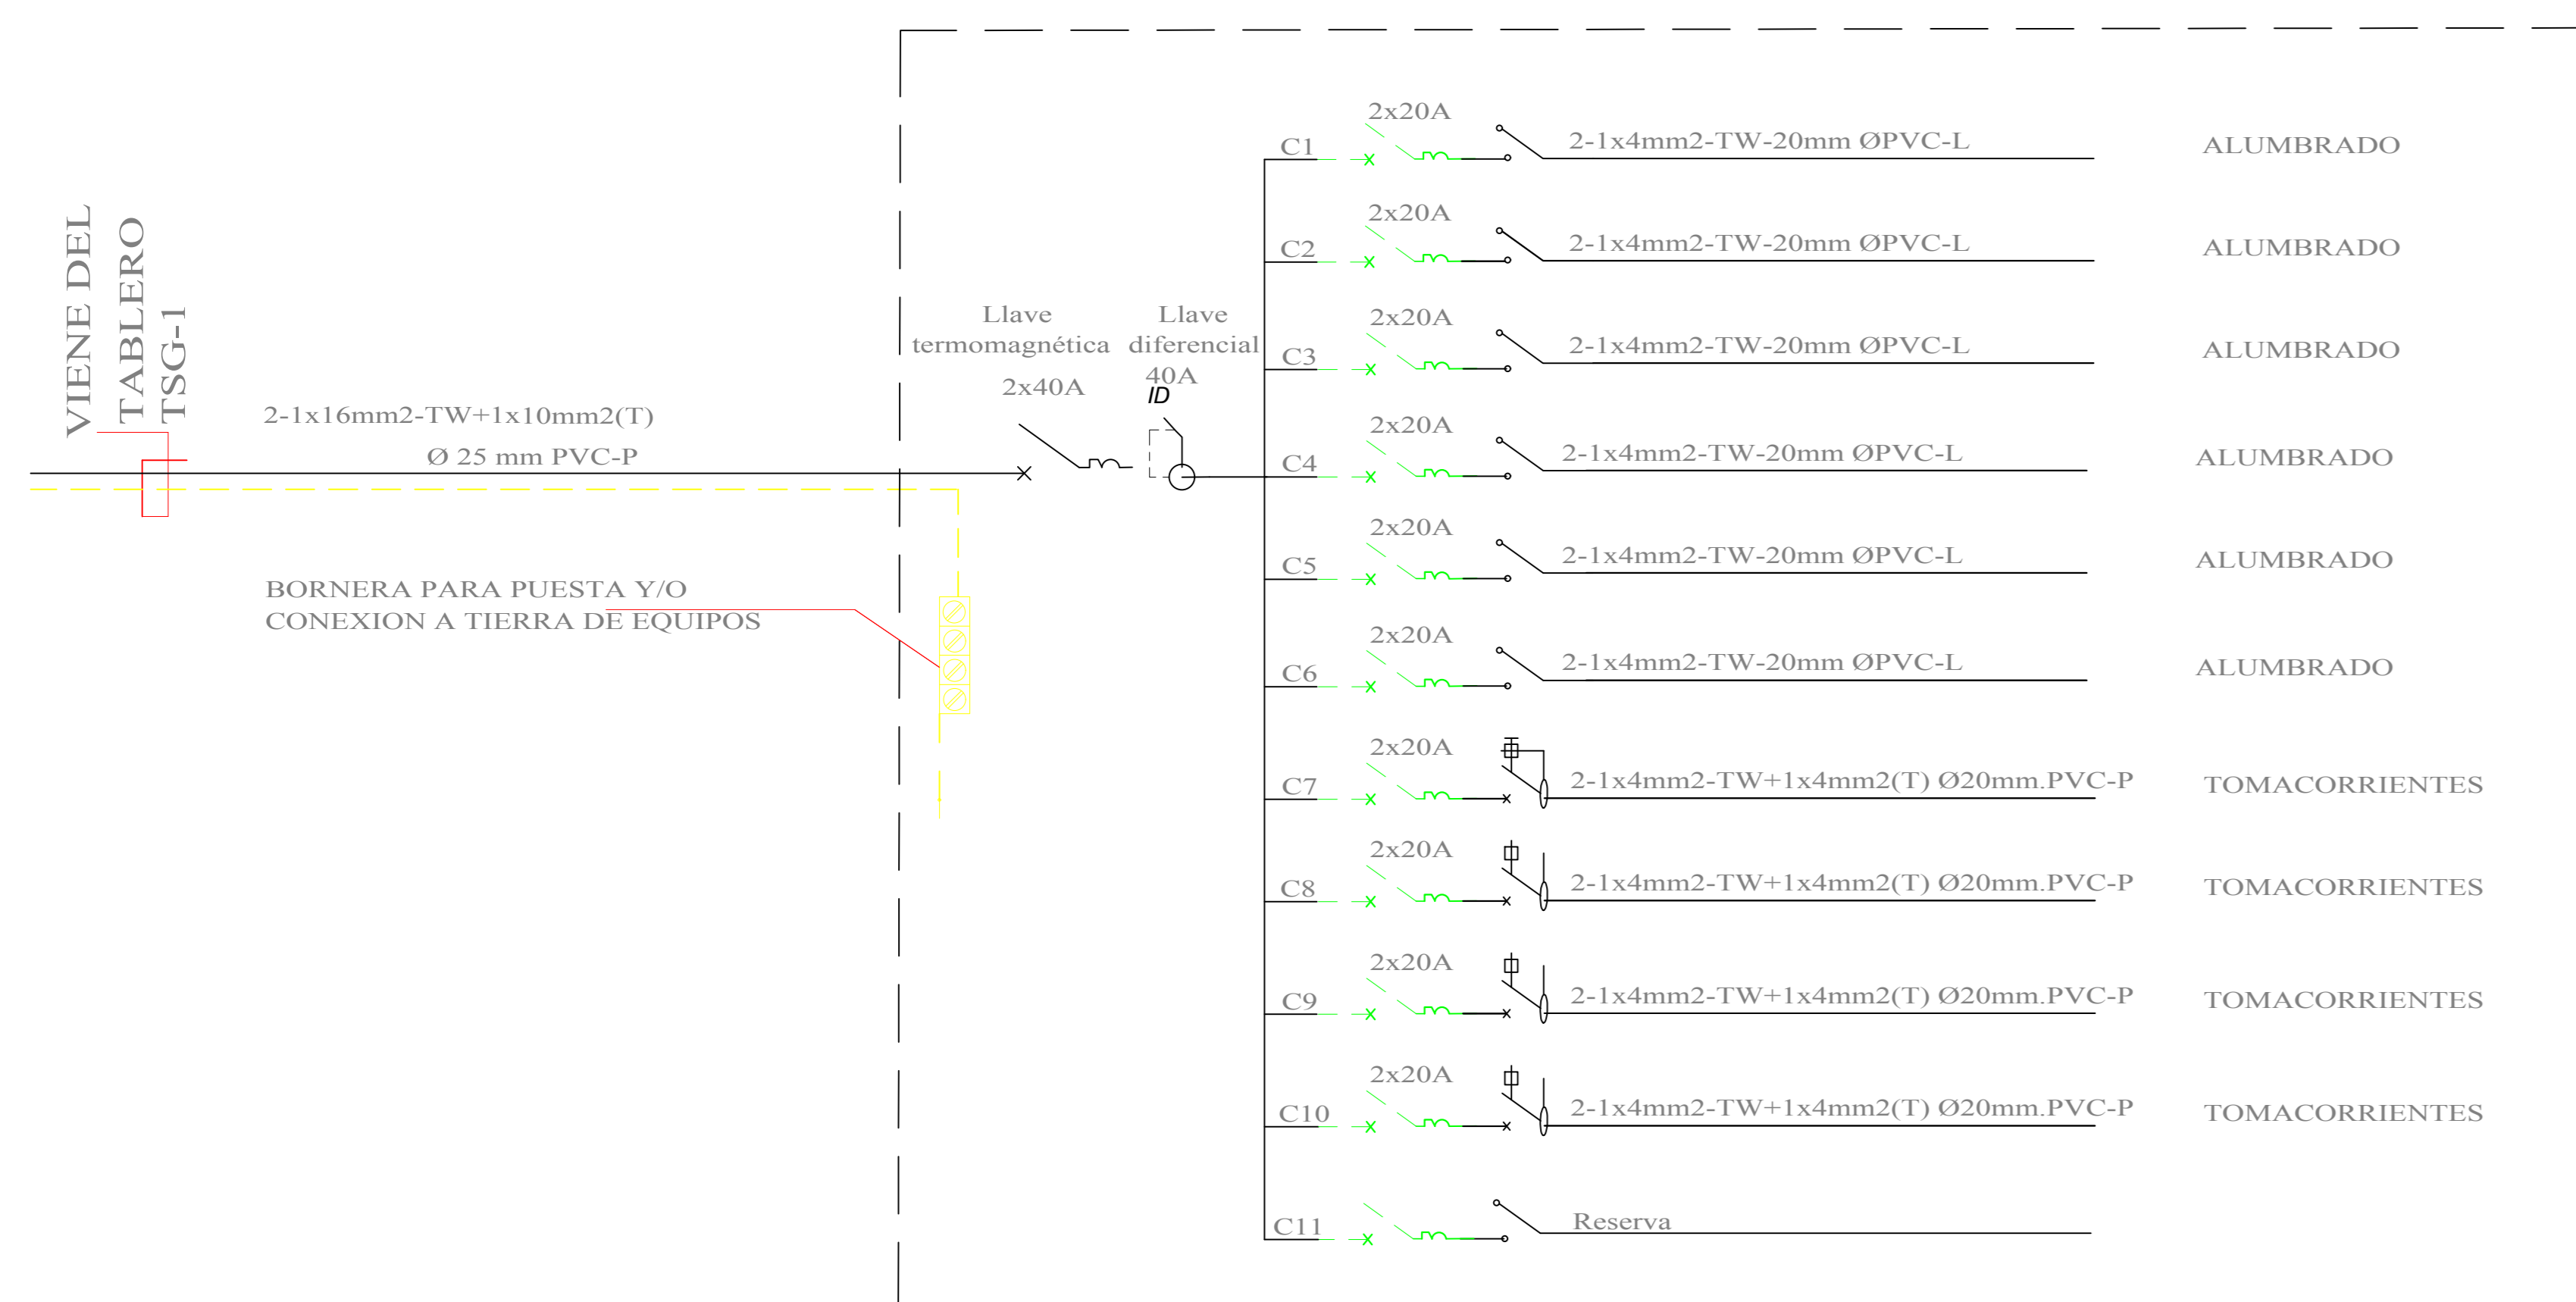 VIENE DEL
TABLERO
TSG-1
2-1x16mm2-TW+1x10mm2(T)
Ø 25 mm PVC-P
BORNERA PARA PUESTA Y/O
CONEXION A TIERRA DE EQUIPOS
Llave
termomagnética
2x40A
Llave
diferencial
40A
ID
C1 2x20A 2-1x4mm2-TW-20mm ØPVC-L ALUMBRADO
C2 2x20A 2-1x4mm2-TW-20mm ØPVC-L ALUMBRADO
C3 2x20A 2-1x4mm2-TW-20mm ØPVC-L ALUMBRADO
C4 2x20A 2-1x4mm2-TW-20mm ØPVC-L ALUMBRADO
C5 2x20A 2-1x4mm2-TW-20mm ØPVC-L ALUMBRADO
C6 2x20A 2-1x4mm2-TW-20mm ØPVC-L ALUMBRADO
C7 2x20A 2-1x4mm2-TW+1x4mm2(T) Ø20mm.PVC-P TOMACORRIENTES
C8 2x20A 2-1x4mm2-TW+1x4mm2(T) Ø20mm.PVC-P TOMACORRIENTES
C9 2x20A 2-1x4mm2-TW+1x4mm2(T) Ø20mm.PVC-P TOMACORRIENTES
C10 2x20A 2-1x4mm2-TW+1x4mm2(T) Ø20mm.PVC-P TOMACORRIENTES
C11 Reserva